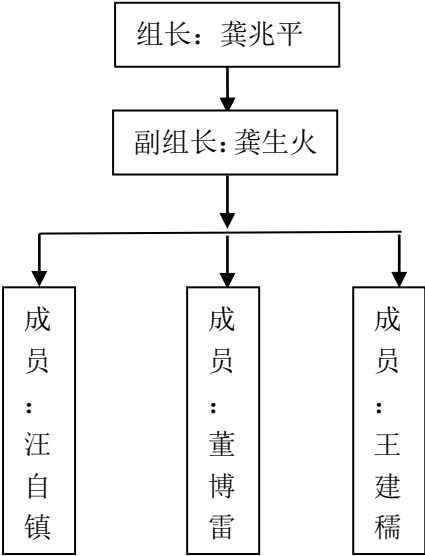 组长：龚兆平
副组长：龚生火
成员：汪自镇
成员：董博雷
成员：王建穤